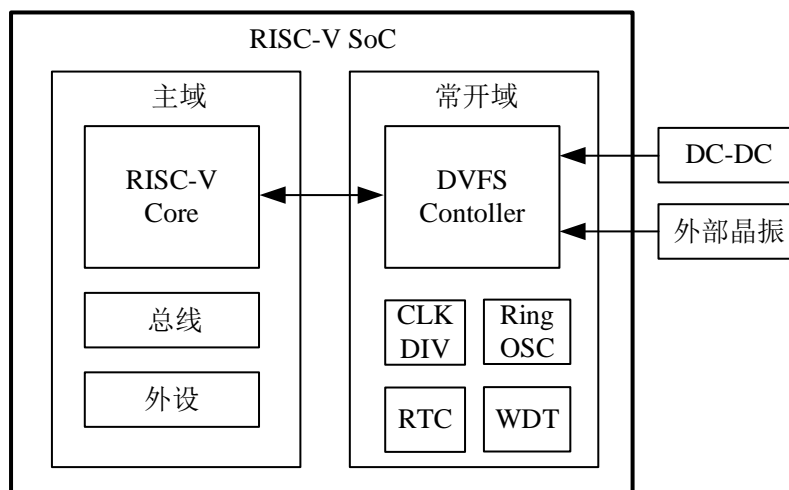 RISC-V SoC
主域
常开域
RISC-V
Core
DVFS
Contoller
DC-DC
外部晶振
总线
外设
CLK
DIV
Ring
OSC
RTC
WDT